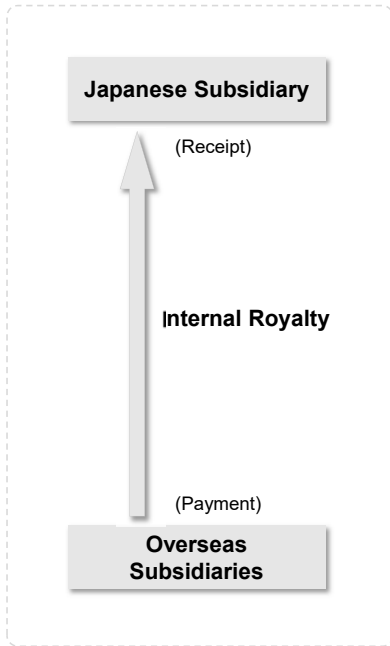 Japanese Subsidiary
(Receipt)
Internal Royalty
(Payment)
Overseas
Subsidiaries